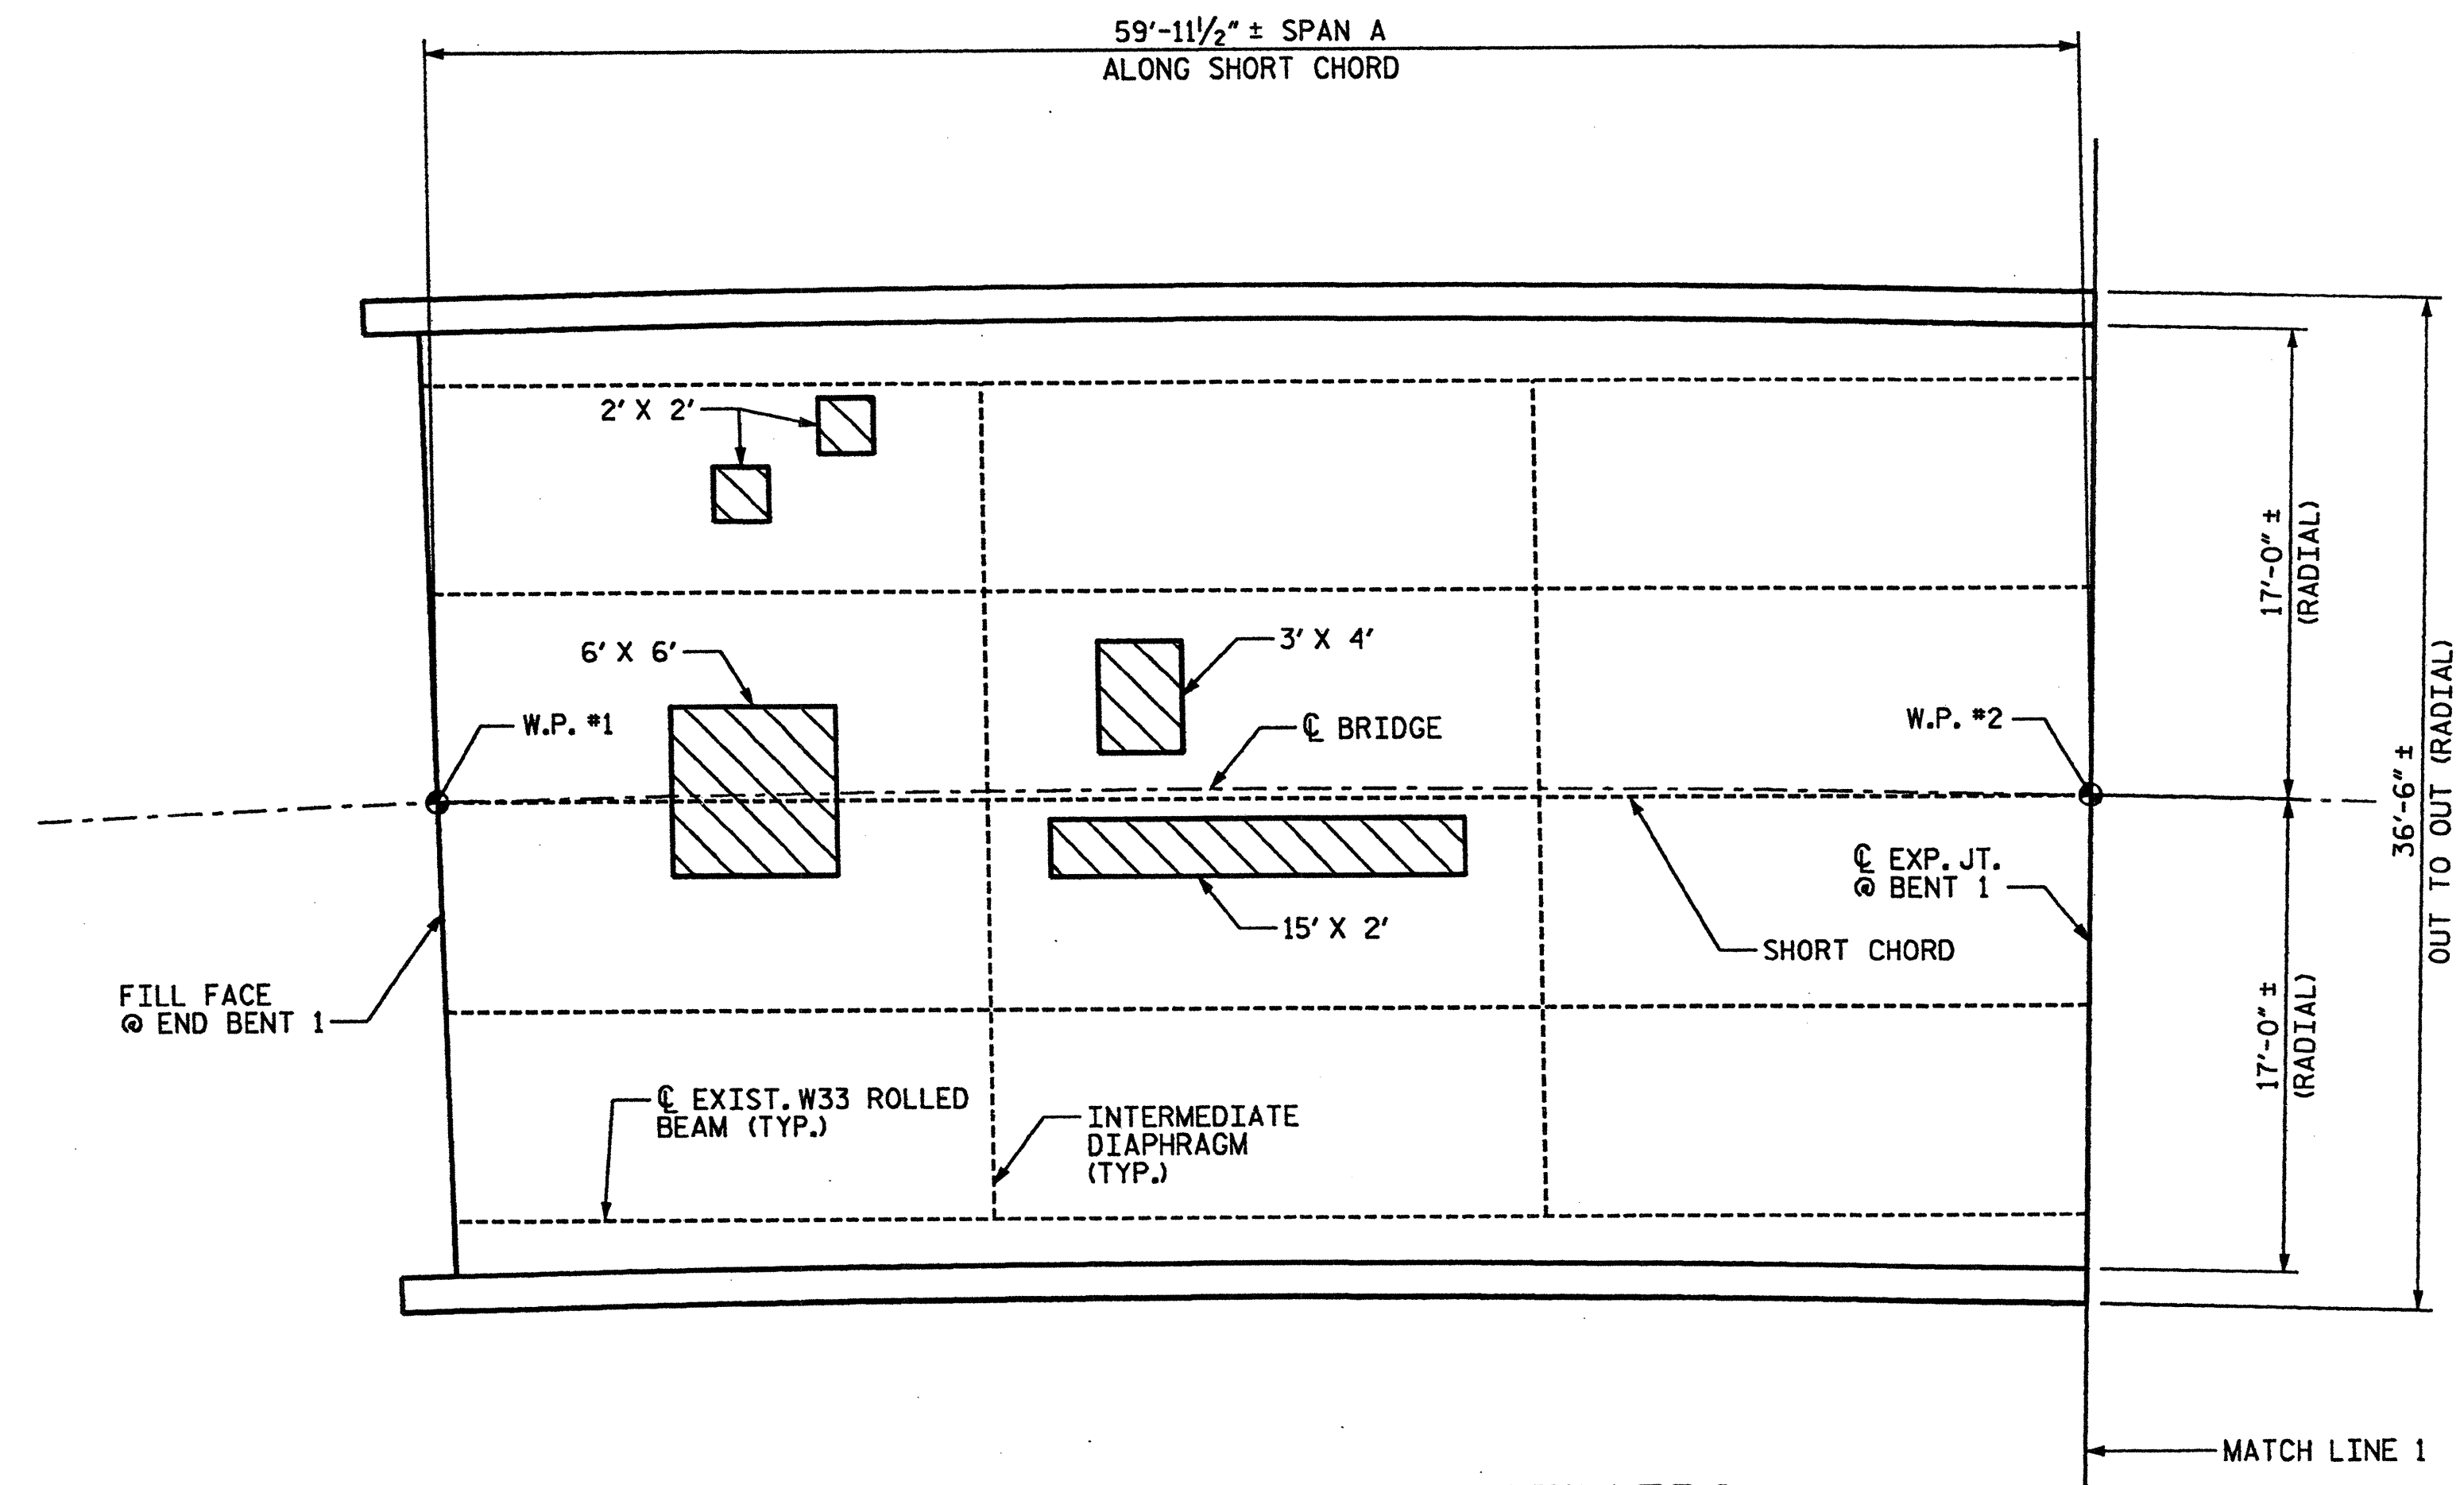 59'-11 1/2" ± SPAN A
ALONG SHORT CHORD
2' X 2'
17'-0" ±
(RADIAL)
6' X 6'
3' X 4'
W.P. #1
℄ BRIDGE
W.P. #2
36'-6" ±
OUT TO OUT (RADIAL)
℄ EXP. JT.
@ BENT 1
15' X 2'
SHORT CHORD
FILL FACE
@ END BENT 1
17'-0" ±
(RADIAL)
℄ EXIST. W33 ROLLED
BEAM (TYP.)
INTERMEDIATE
DIAPHRAGM
(TYP.)
MATCH LINE 1